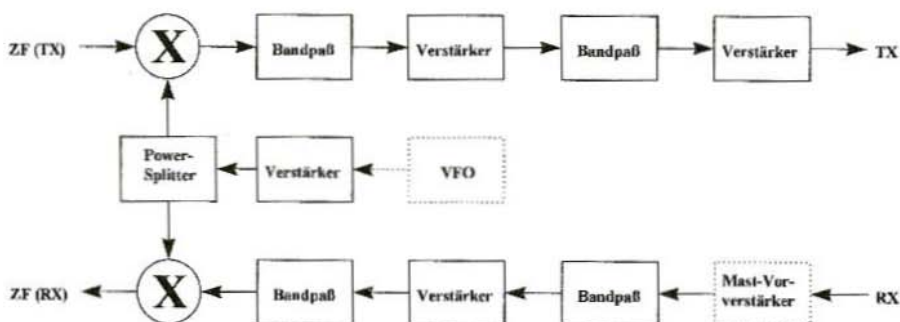 ZF (TX)
X
Bandpaß
Verstärker
Bandpaß
Verstärker
TX
Power-
Splitter
Verstärker
VFO
ZF (RX)
X
Bandpaß
Verstärker
Bandpaß
Mast-Vor-
verstärker
RX